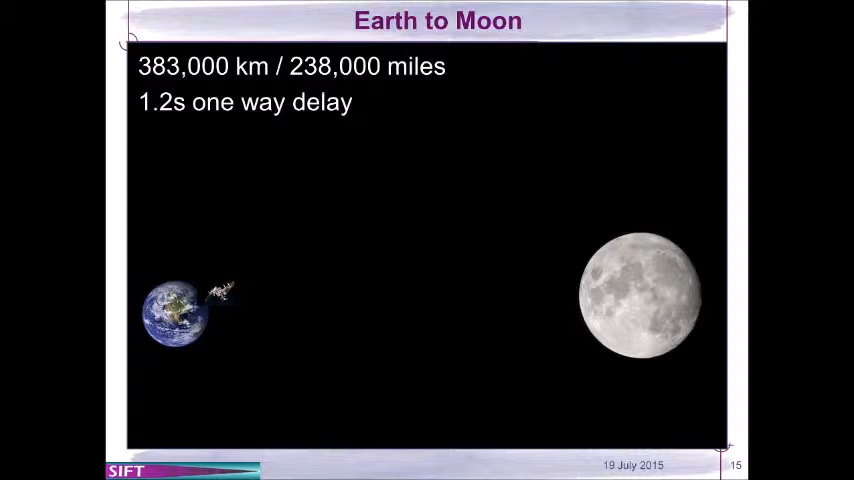 Earth to Moon
383,000 km / 238,000 miles
1.2s one way delay
SIFT
19 July 2015
15